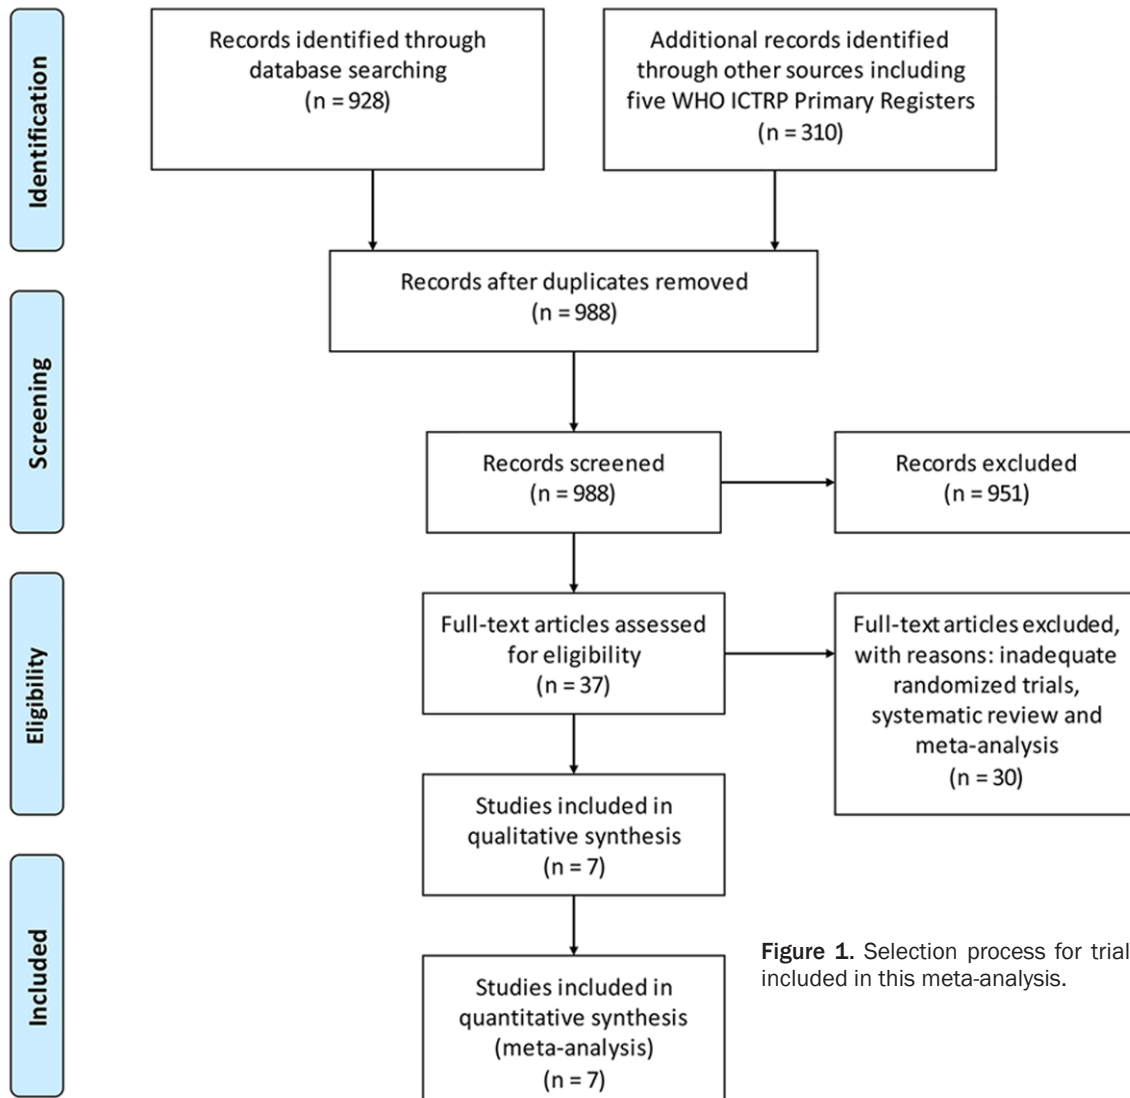 Identification
Records identified through
database searching
(n = 928)
Additional records identified
through other sources including
five WHO ICTRP Primary Registers
(n = 310)
Records after duplicates removed
(n = 988)
Screening
Records screened
(n = 988)
Records excluded
(n = 951)
Eligibility
Full-text articles assessed
for eligibility
(n = 37)
Full-text articles excluded,
with reasons: inadequate
randomized trials,
systematic review and
meta-analysis
(n = 30)
Studies included in
qualitative synthesis
(n = 7)
Included
Studies included in
quantitative synthesis
(meta-analysis)
(n = 7)
Figure 1. Selection process for trial
included in this meta-analysis.